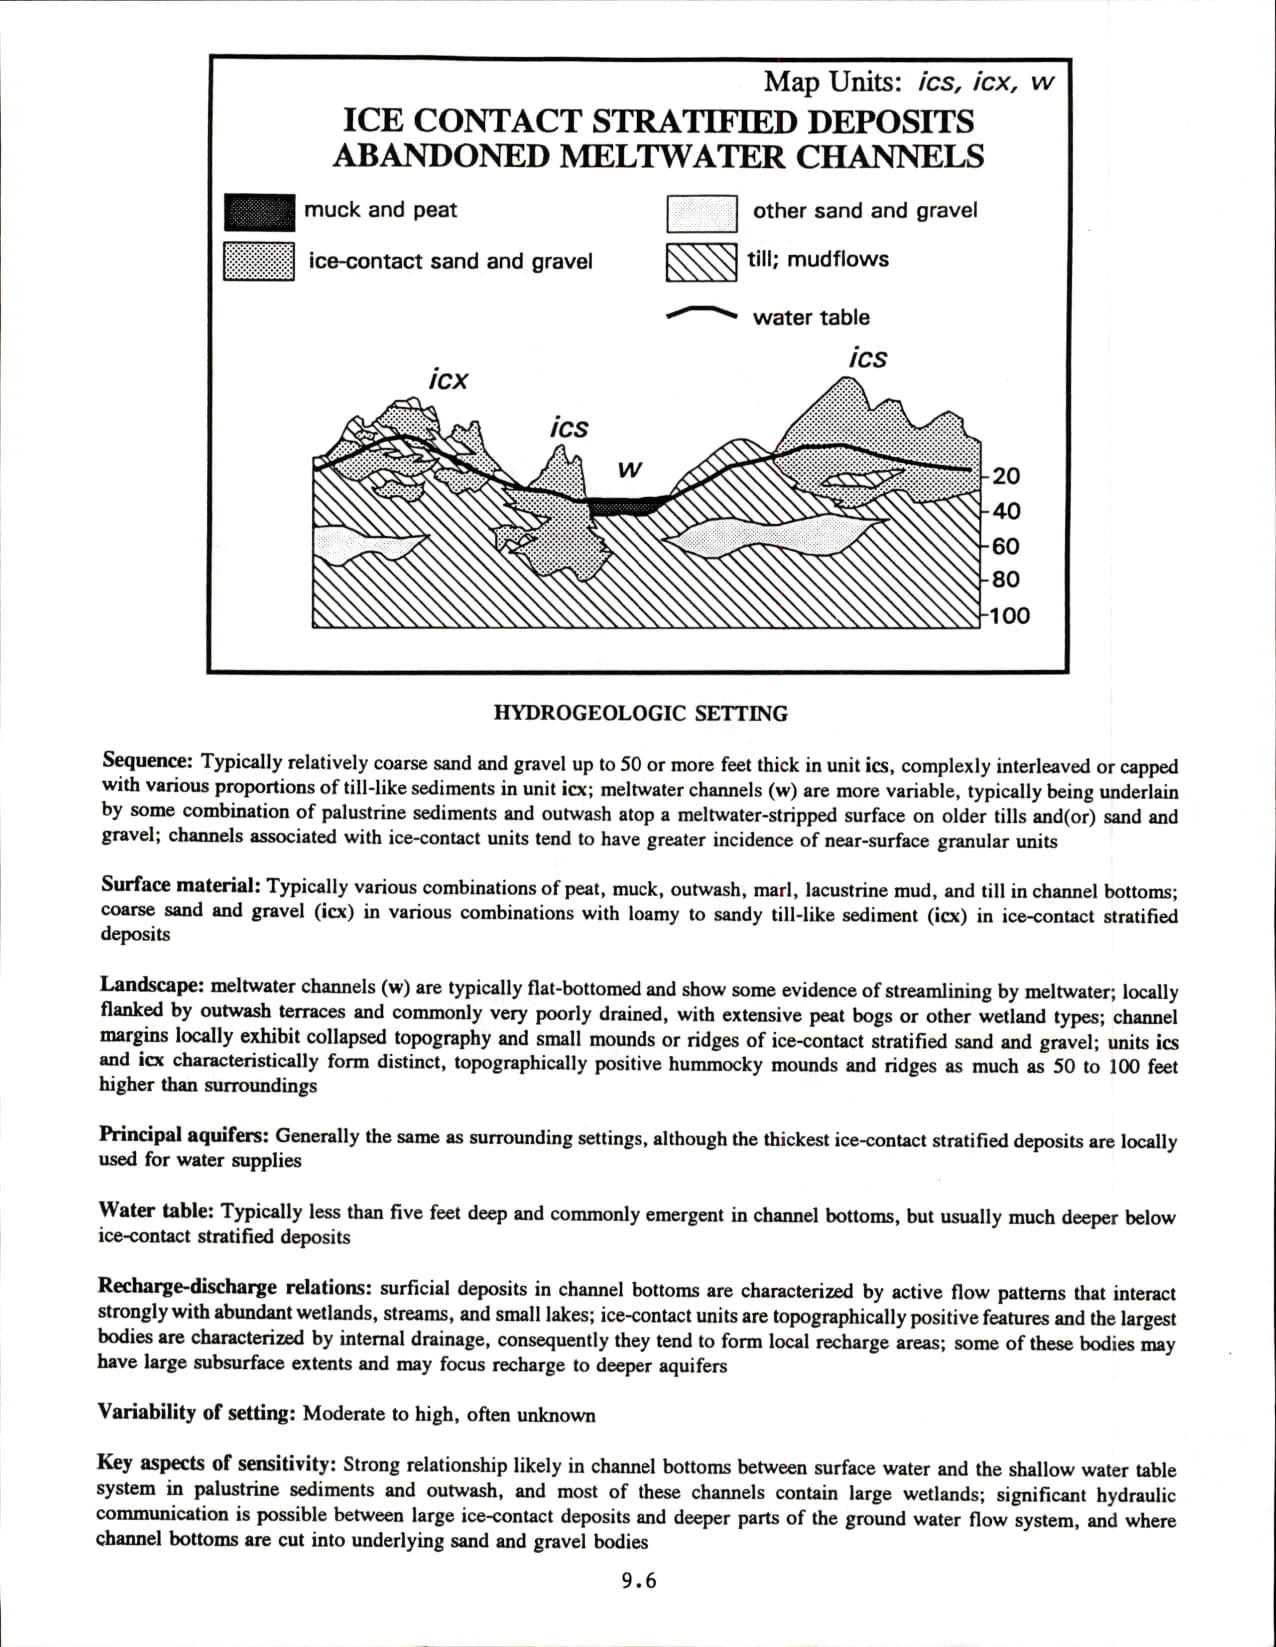 Map Units: ics, icx, w
ICE CONTACT STRATIFIED DEPOSITS
ABANDONED MELTWATER CHANNELS
muck and peat
other sand and gravel
ice-contact sand and gravel
till; mudflows
water table
ics
icx
ics
w
20
40
60
80
100
HYDROGEOLOGIC SETTING
Sequence: Typically relatively coarse sand and gravel up to 50 or more feet thick in unit ics, complexly interleaved or capped
with various proportions of till-like sediments in unit icx; meltwater channels (w) are more variable, typically being underlain
by some combination of palustrine sediments and outwash atop a meltwater-stripped surface on older tills and(or) sand and
gravel; channels associated with ice-contact units tend to have greater incidence of near-surface granular units
Surface material: Typically various combinations of peat, muck, outwash, marl, lacustrine mud, and till in channel bottoms;
coarse sand and gravel (icx) in various combinations with loamy to sandy till-like sediment (icx) in ice-contact stratified
deposits
Landscape: meltwater channels (w) are typically flat-bottomed and show some evidence of streamlining by meltwater; locally
flanked by outwash terraces and commonly very poorly drained, with extensive peat bogs or other wetland types; channel
margins locally exhibit collapsed topography and small mounds or ridges of ice-contact stratified sand and gravel; units ics
and icx characteristically form distinct, topographically positive hummocky mounds and ridges as much as 50 to 100 feet
higher than surroundings
Principal aquifers: Generally the same as surrounding settings, although the thickest ice-contact stratified deposits are locally
used for water supplies
Water table: Typically less than five feet deep and commonly emergent in channel bottoms, but usually much deeper below
ice-contact stratified deposits
Recharge-discharge relations: surficial deposits in channel bottoms are characterized by active flow patterns that interact
strongly with abundant wetlands, streams, and small lakes; ice-contact units are topographically positive features and the largest
bodies are characterized by internal drainage, consequently they tend to form local recharge areas; some of these bodies may
have large subsurface extents and may focus recharge to deeper aquifers
Variability of setting: Moderate to high, often unknown
Key aspects of sensitivity: Strong relationship likely in channel bottoms between surface water and the shallow water table
system in palustrine sediments and outwash, and most of these channels contain large wetlands; significant hydraulic
communication is possible between large ice-contact deposits and deeper parts of the ground water flow system, and where
channel bottoms are cut into underlying sand and gravel bodies
9.6